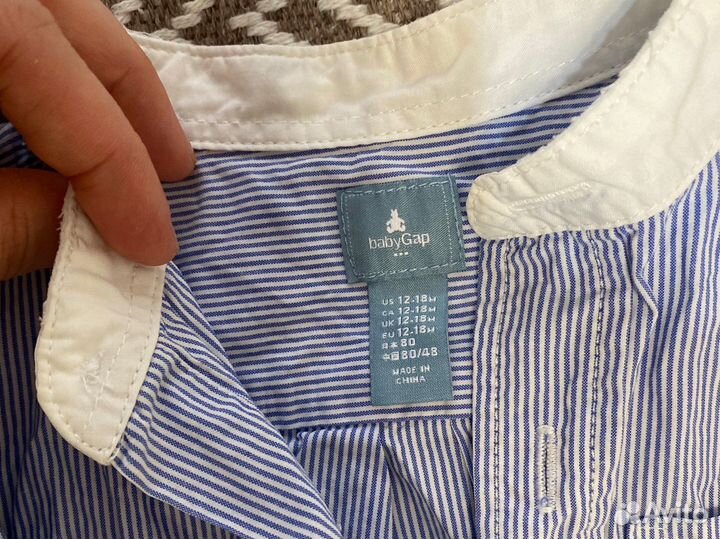 babyGap
US 12-18M
CA 12-18M
UK 12-18M
EU 12-18M
日本 80
中国 80/48
MADE IN
CHINA
Avito